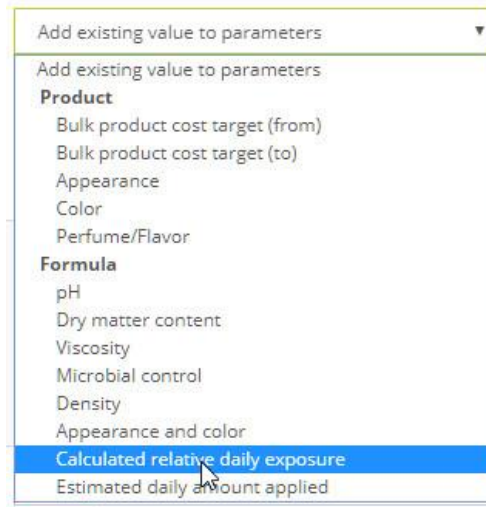 Add existing value to parameters
Add existing value to parameters
Product
Bulk product cost target (from)
Bulk product cost target (to)
Appearance
Color
Perfume/Flavor
Formula
pH
Dry matter content
Viscosity
Microbial control
Density
Appearance and color
Calculated relative daily exposure
Estimated daily amount applied